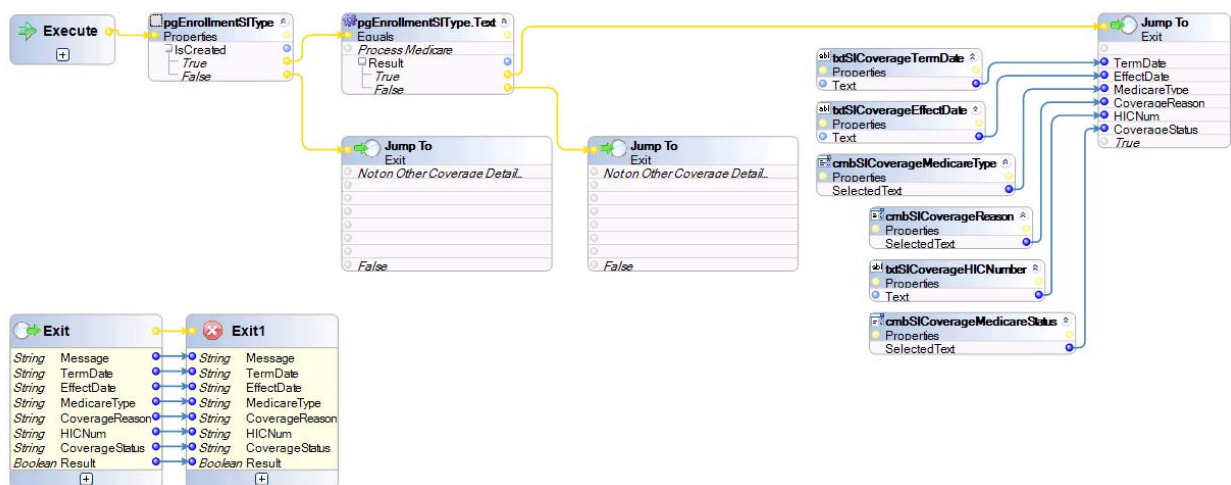 Execute
pgEnrollmentSIType
Properties
IsCreated
True
False
pgEnrollmentSIType.Text
Equals
Process Medicare
Result
True
False
Jump To
Exit
TermDate
EffectDate
MedicareType
CoverageReason
HICNum
CoverageStatus
True
txtSICoverageTermDate
Properties
Text
txtSICoverageEffectDate
Properties
Text
cmbSICoverageMedicareType
Properties
SelectedText
cmbSICoverageReason
Properties
SelectedText
txtSICoverageHICNumber
Properties
Text
cmbSICoverageMedicareStatus
Properties
SelectedText
Jump To
Exit
Not on Other Coverage Detail...
False
Jump To
Exit
Not on Other Coverage Detail...
False
Exit
String Message
String TermDate
String EffectDate
String MedicareType
String CoverageReason
String HICNum
String CoverageStatus
Boolean Result
Exit1
String Message
String TermDate
String EffectDate
String MedicareType
String CoverageReason
String HICNum
String CoverageStatus
Boolean Result